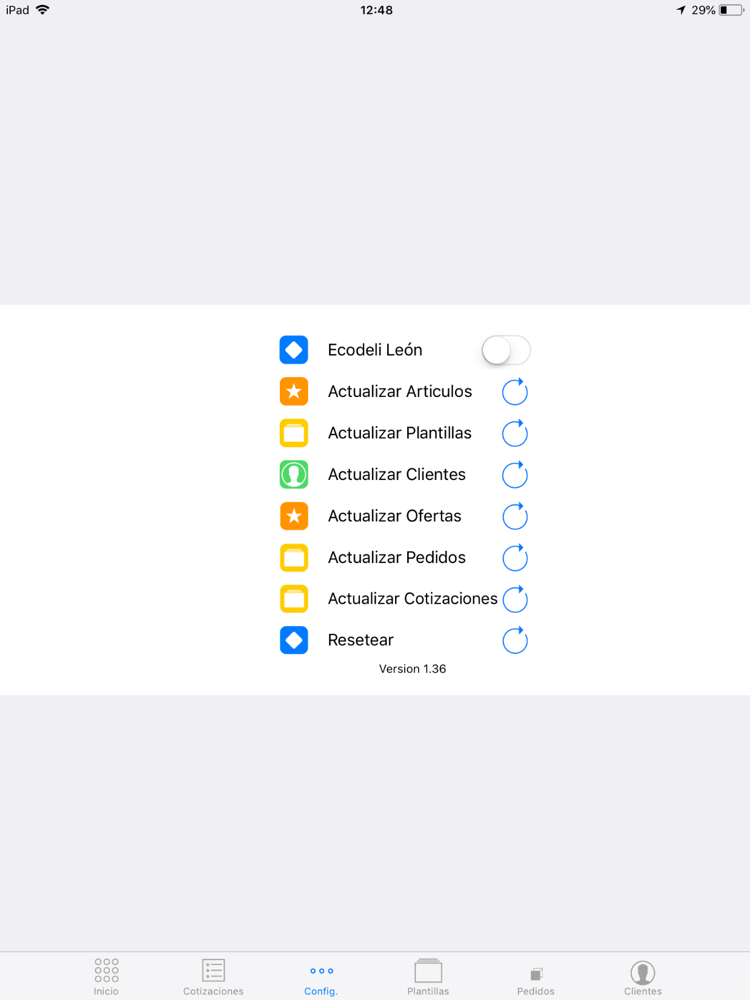 iPad 12:48 29%
Ecodeli León
Actualizar Articulos
Actualizar Plantillas
Actualizar Clientes
Actualizar Ofertas
Actualizar Pedidos
Actualizar Cotizaciones
Resetear
Version 1.36
Inicio Cotizaciones Config. Plantillas Pedidos Clientes